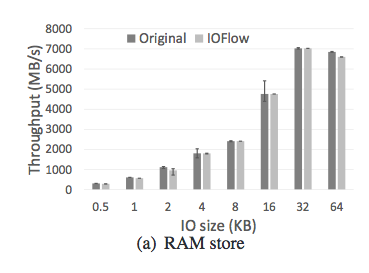 Original IOFlow
Throughput (MB/s)
8000
7000
6000
5000
4000
3000
2000
1000
0
0.5 1 2 4 8 16 32 64
IO size (KB)
(a) RAM store